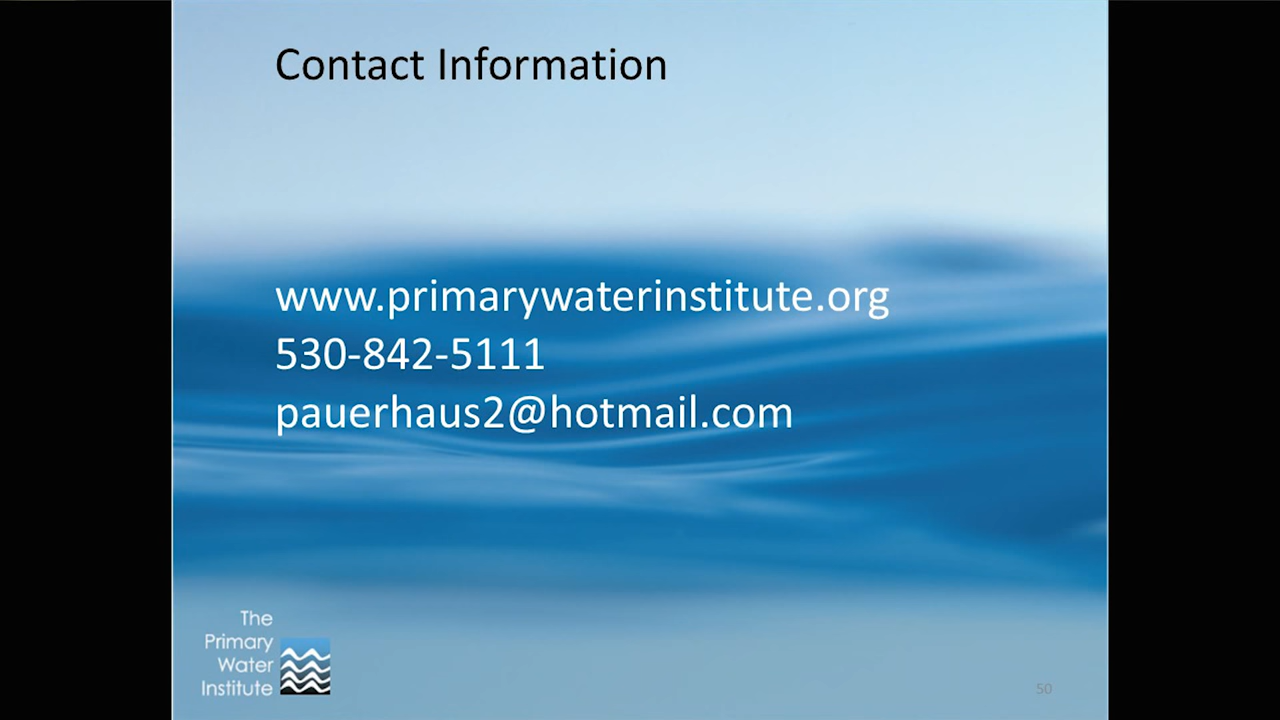 Contact Information
www.primarywaterinstitute.org
530-842-5111
pauerhaus2@hotmail.com
The
Primary
Water
Institute
50